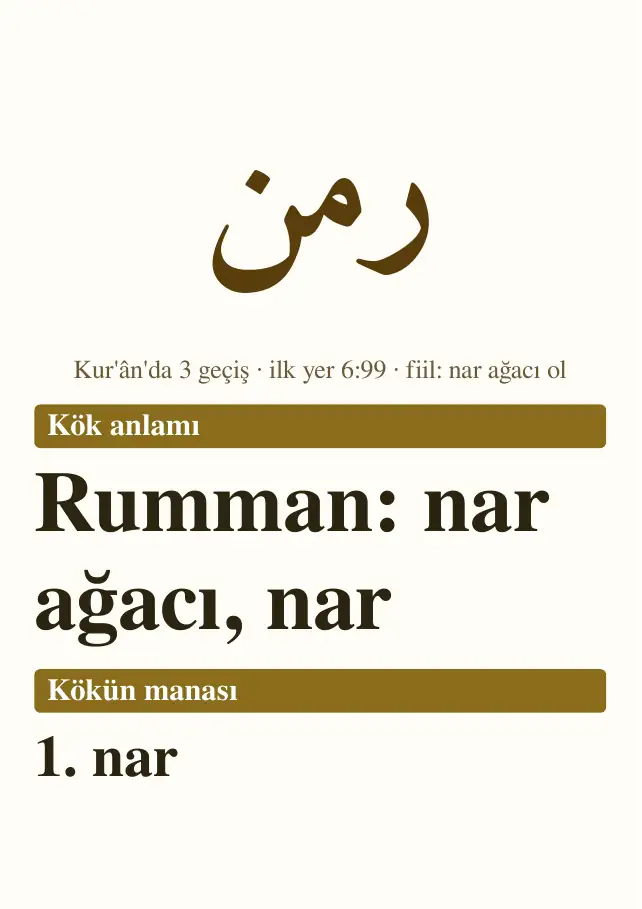 رمن
Kur'ân'da 3 geçiş · ilk yer 6:99 · fiil: nar ağacı ol
Kök anlamı
Rumman: nar
ağacı, nar
Kökün manası
1. nar